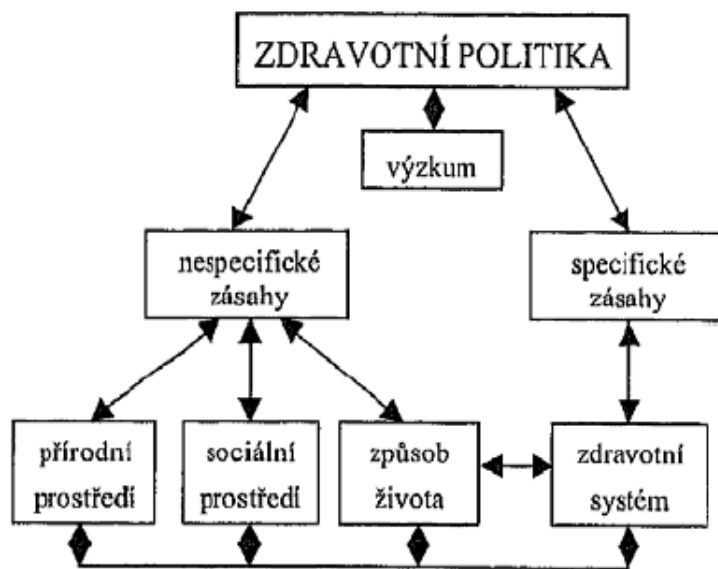 ZDRAVOTNÍ POLITIKA
výzkum
nespecifické
zásahy
specifické
zásahy
přírodní
prostředí
sociální
prostředí
způsob
života
zdravotní
systém